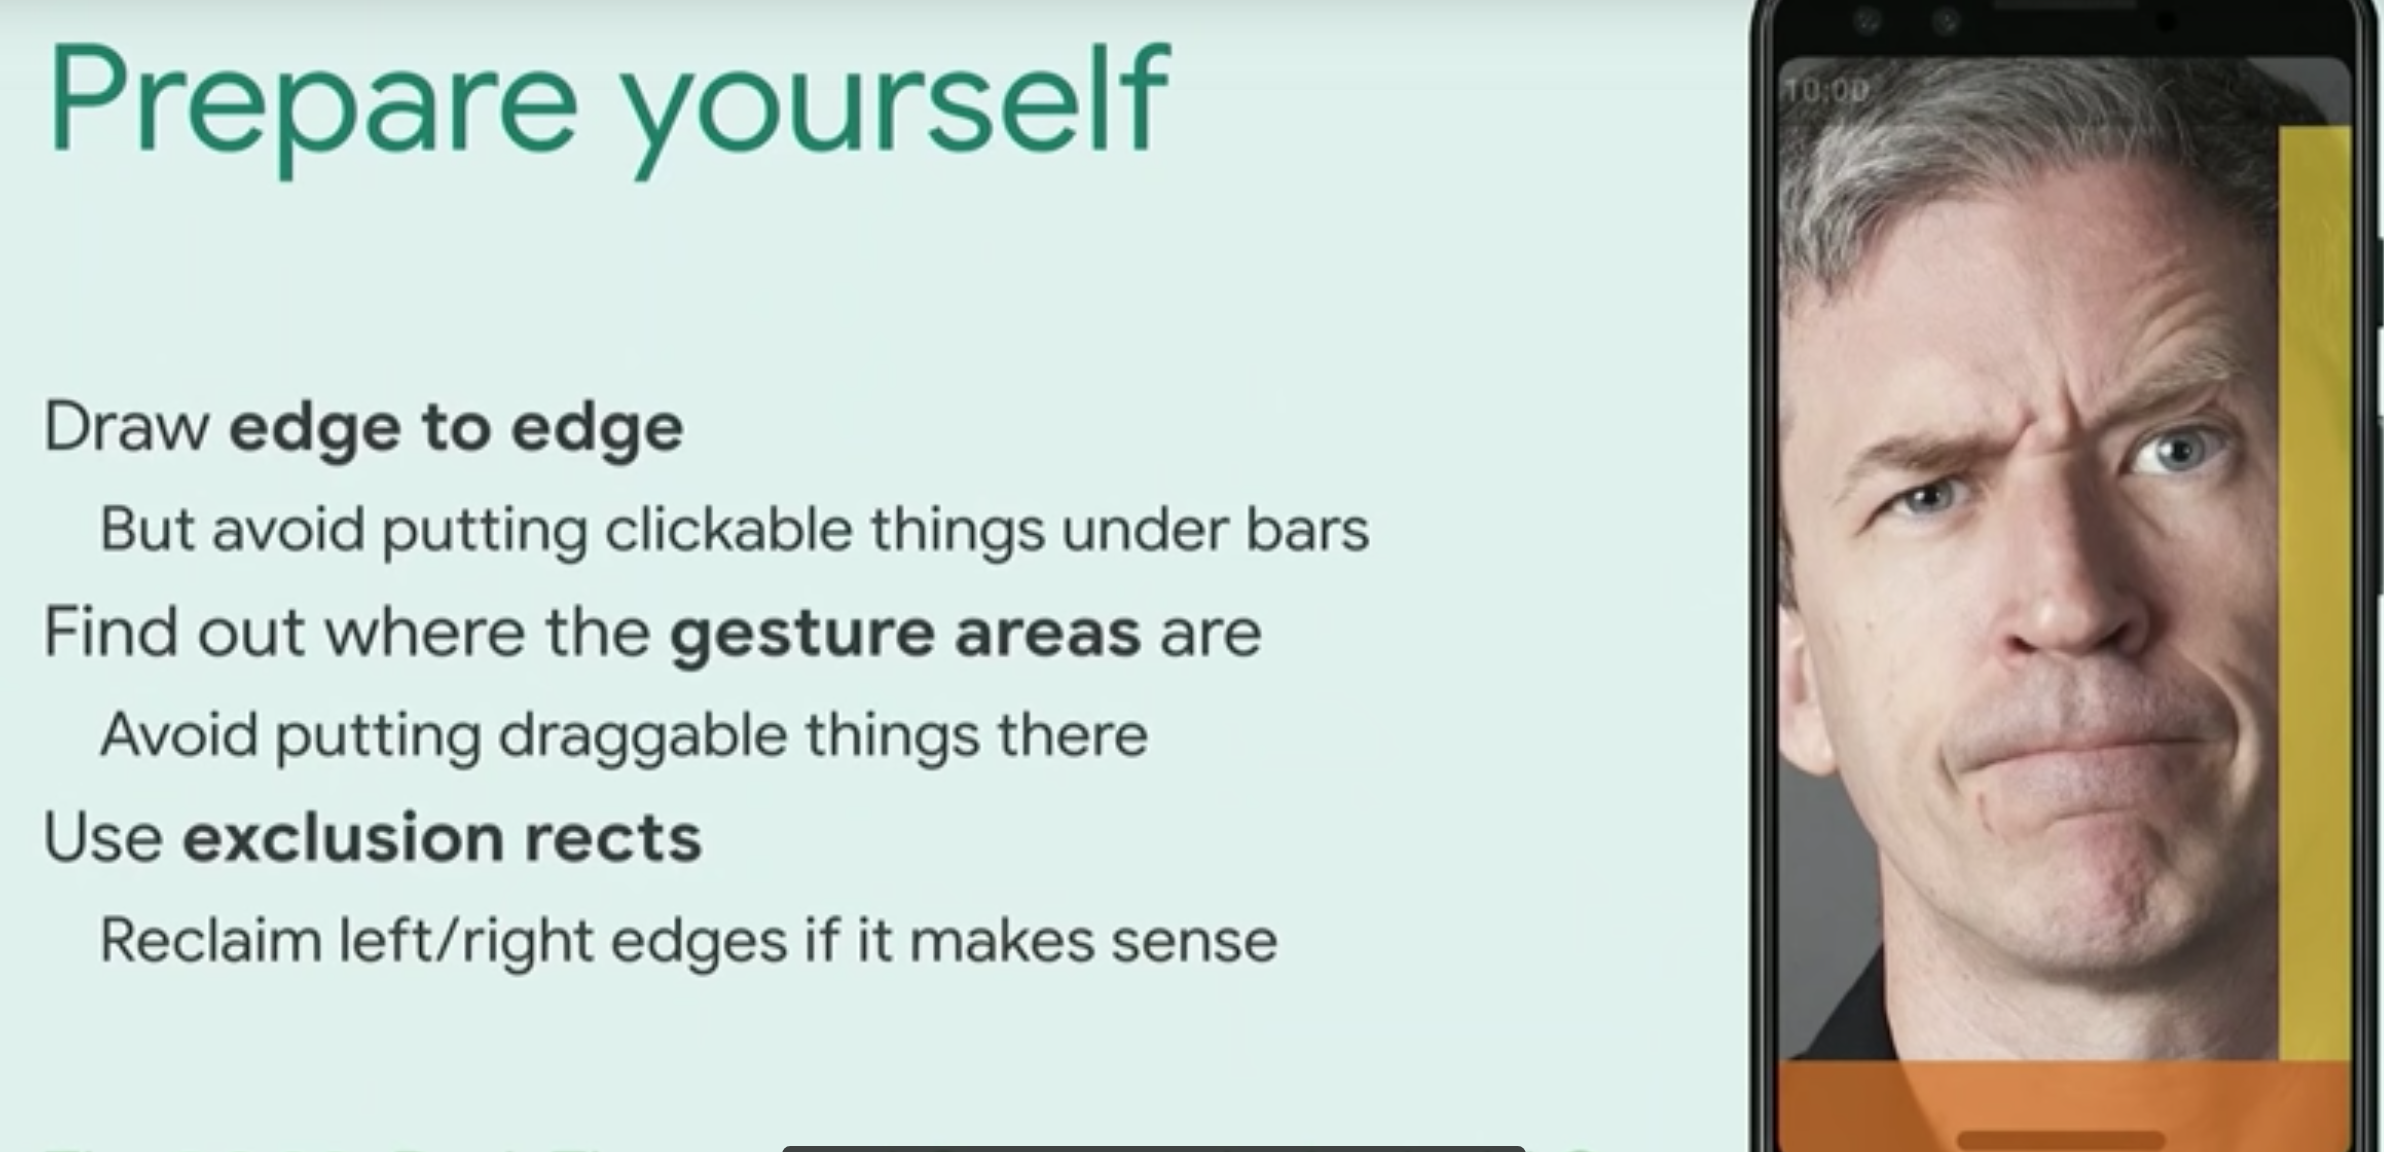 Prepare yourself
10:00
Draw edge to edge
But avoid putting clickable things under bars
Find out where the gesture areas are
Avoid putting draggable things there
Use exclusion rects
Reclaim left/right edges if it makes sense